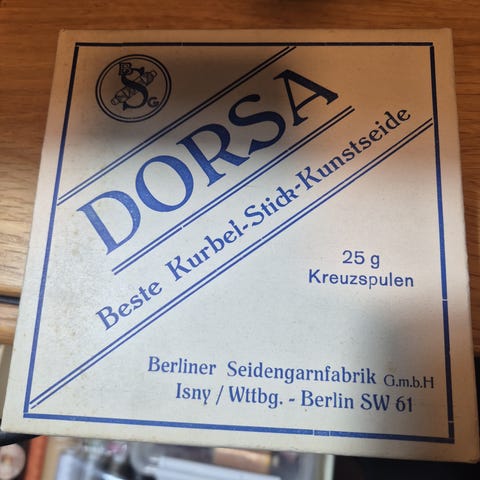 B S G
DORSA
Beste Kurbel-Stick-Kunstseide
25 g
Kreuzspulen
Berliner Seidengarnfabrik G.m.b.H
Isny / Wttbg. - Berlin SW 61